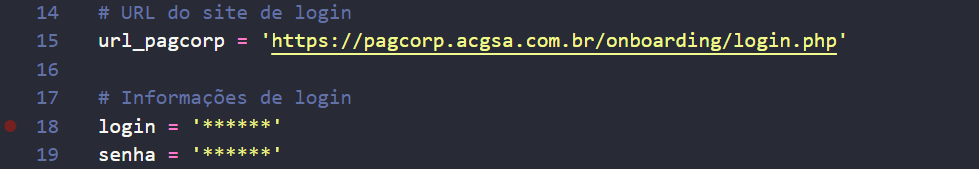 14 # URL do site de login
15 url_pagcorp = 'https://pagcorp.acgsa.com.br/onboarding/login.php'
16
17 # Informações de login
18 login = '******'
19 senha = '******'